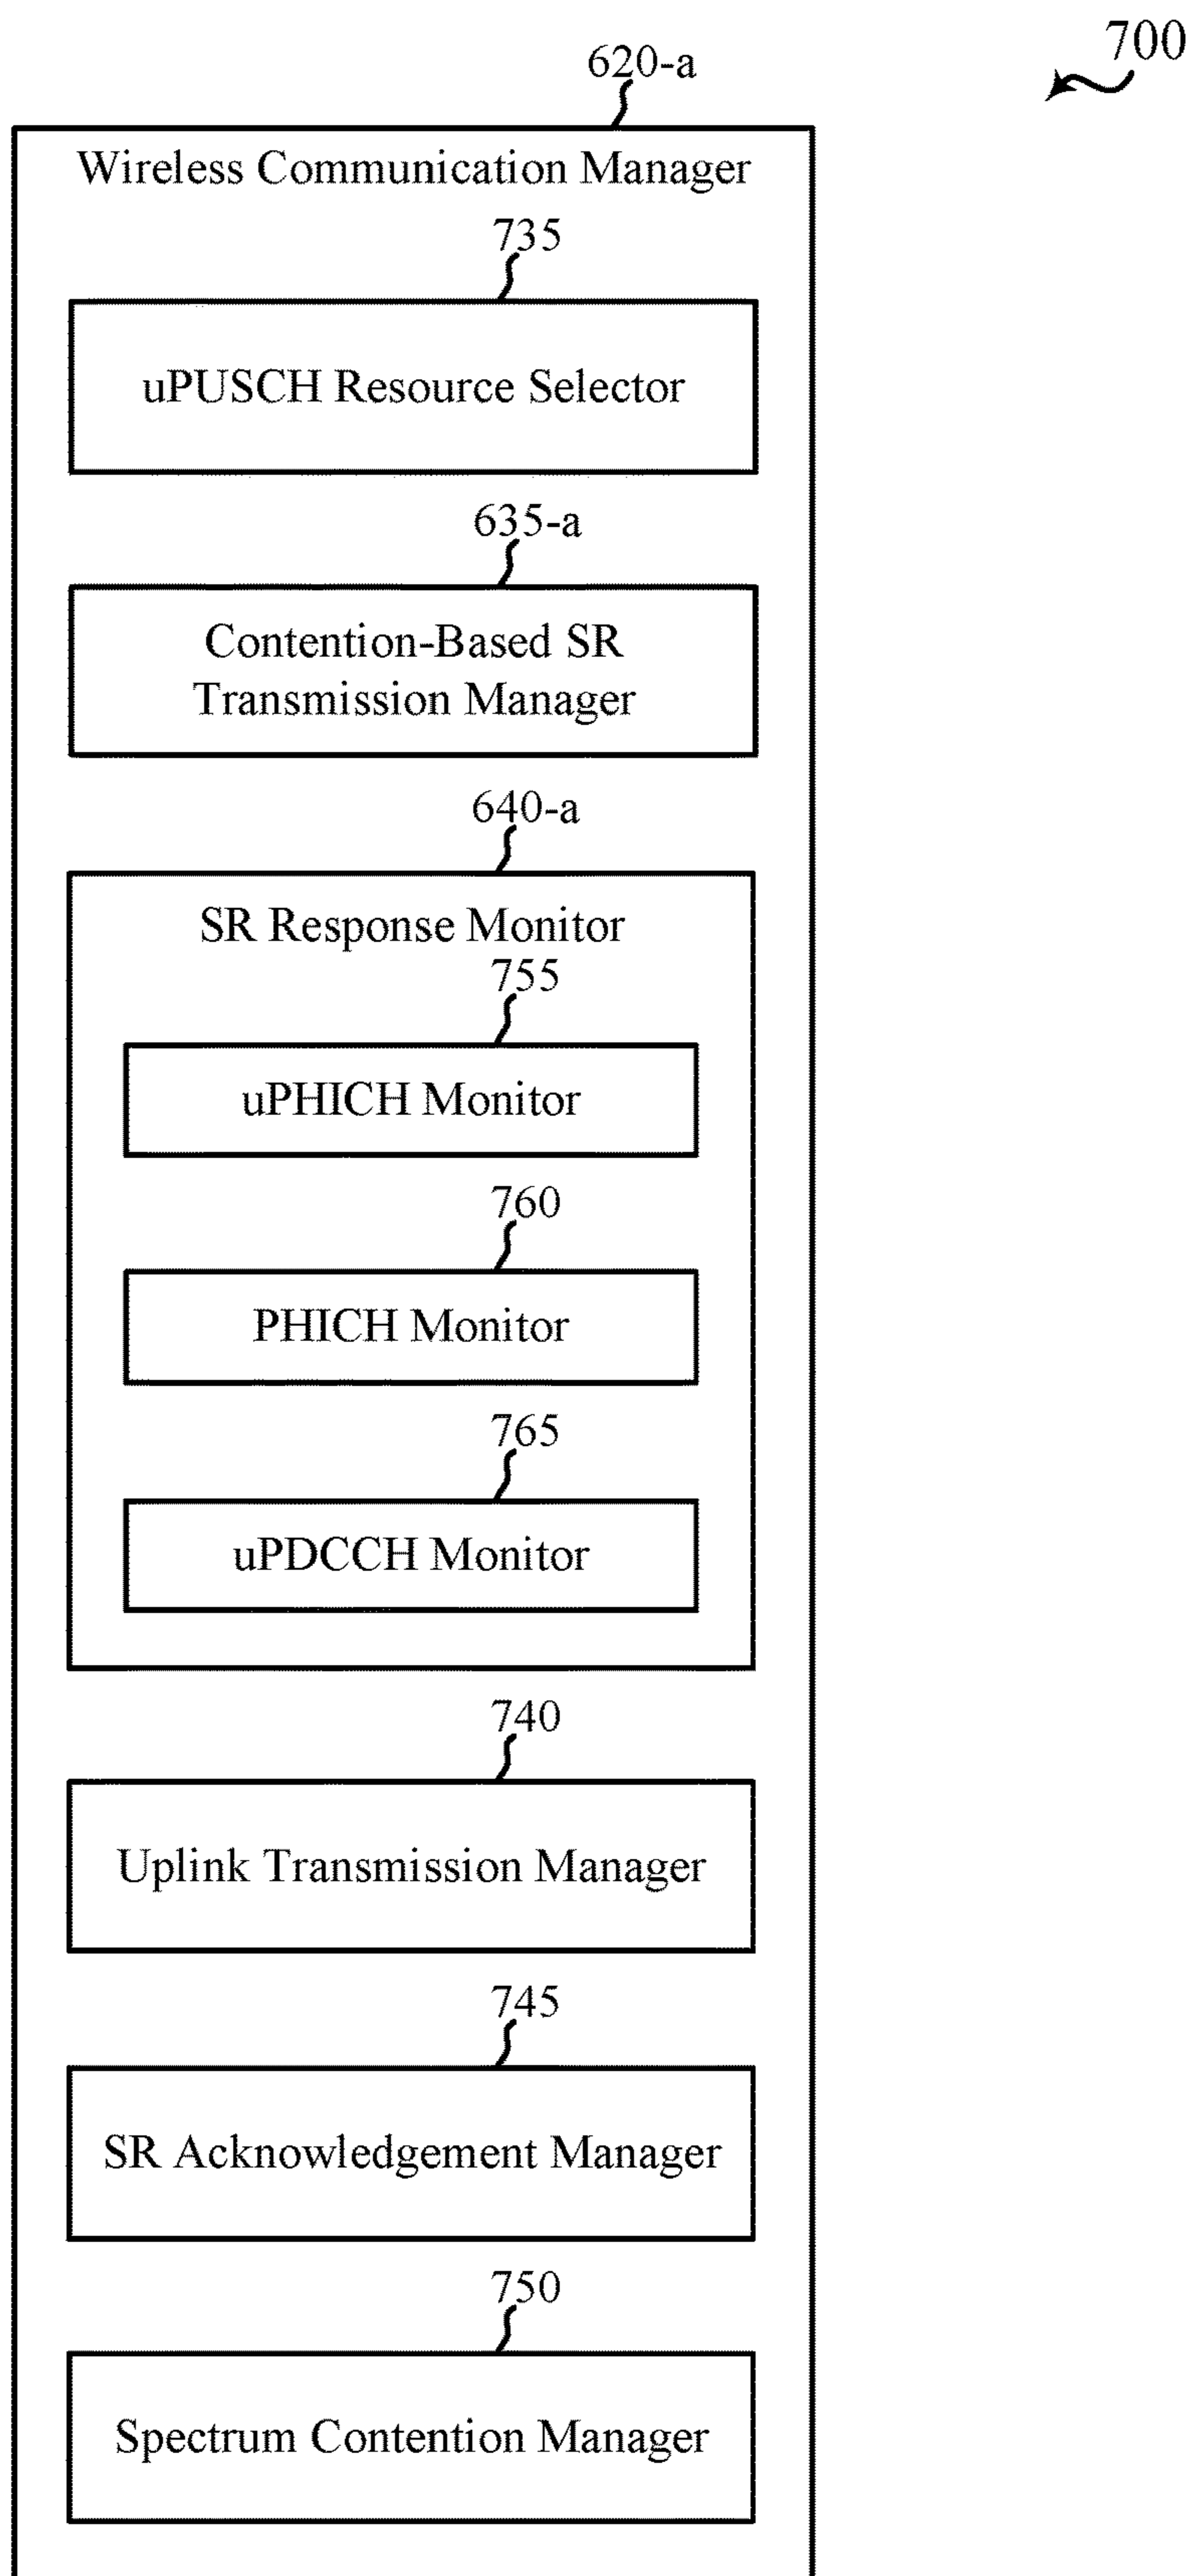 700
620-a
Wireless Communication Manager
735
uPUSCH Resource Selector
635-a
Contention-Based SR
Transmission Manager
640-a
SR Response Monitor
755
uPHICH Monitor
760
PHICH Monitor
765
uPDCCH Monitor
740
Uplink Transmission Manager
745
SR Acknowledgement Manager
750
Spectrum Contention Manager